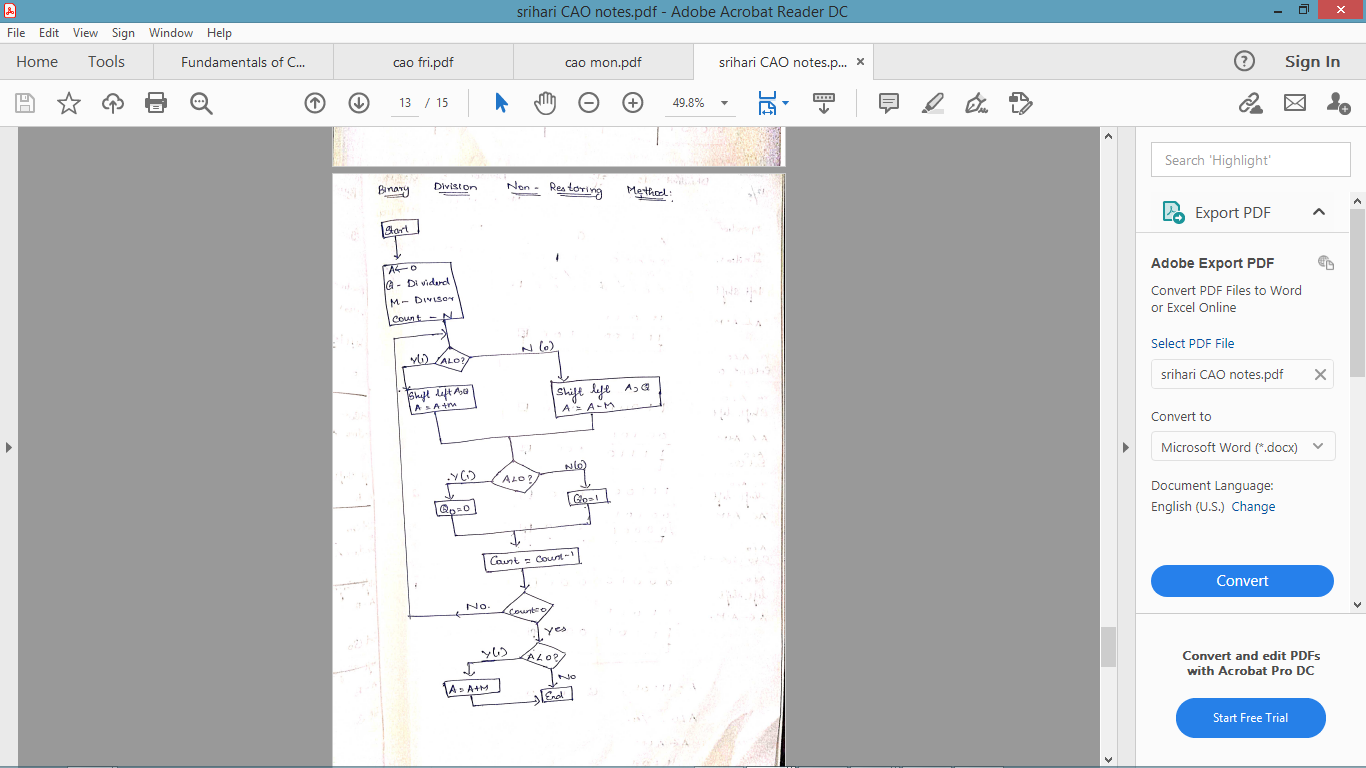 srihari CAO notes.pdf - Adobe Acrobat Reader DC
File Edit View Sign Window Help
Home Tools Fundamentals of C... cao fri.pdf cao mon.pdf srihari CAO notes.p... × ? Sign In
13 / 15 49.8%
Binary Division Non - Restoring Method:
Start
A ← 0
Q - Dividend
M - Divisor
Count - N
Y(1) A<0? N(0)
Shift left A,Q
A = A+M
Shift left A,Q
A = A-M
Y(1) A<0? N(0)
Q0=0 Q0=1
Count = Count-1
No. Count=0
Yes
Y(1) A<0?
No
A = A+M End
Search 'Highlight'
Export PDF
Adobe Export PDF
Convert PDF Files to Word
or Excel Online
Select PDF File
srihari CAO notes.pdf
Convert to
Microsoft Word (*.docx)
Document Language:
English (U.S.) Change
Convert
Convert and edit PDFs
with Acrobat Pro DC
Start Free Trial